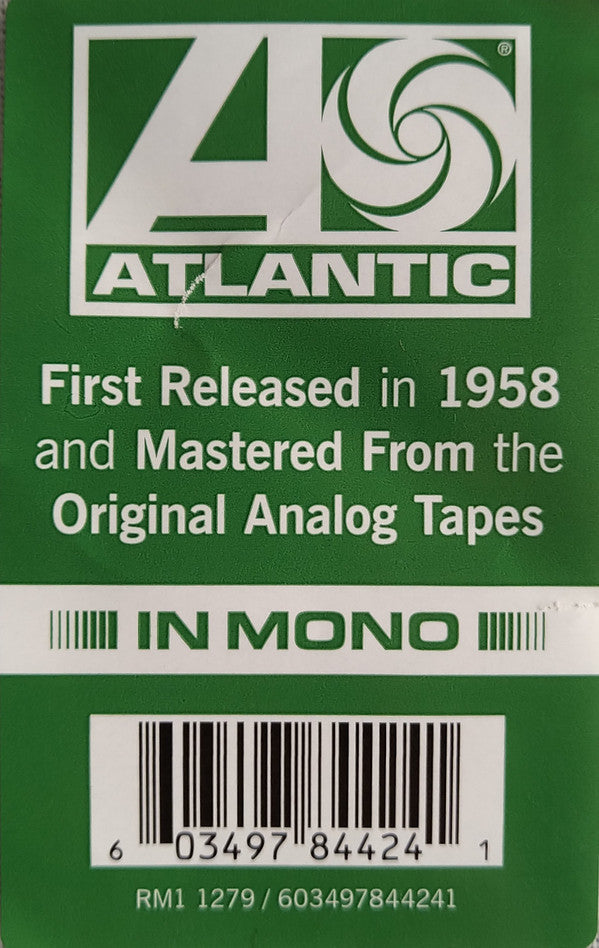 ®
ATLANTIC
First Released in 1958
and Mastered From the
Original Analog Tapes
IN MONO
6 03497 84424 1
RM1 1279 / 603497844241